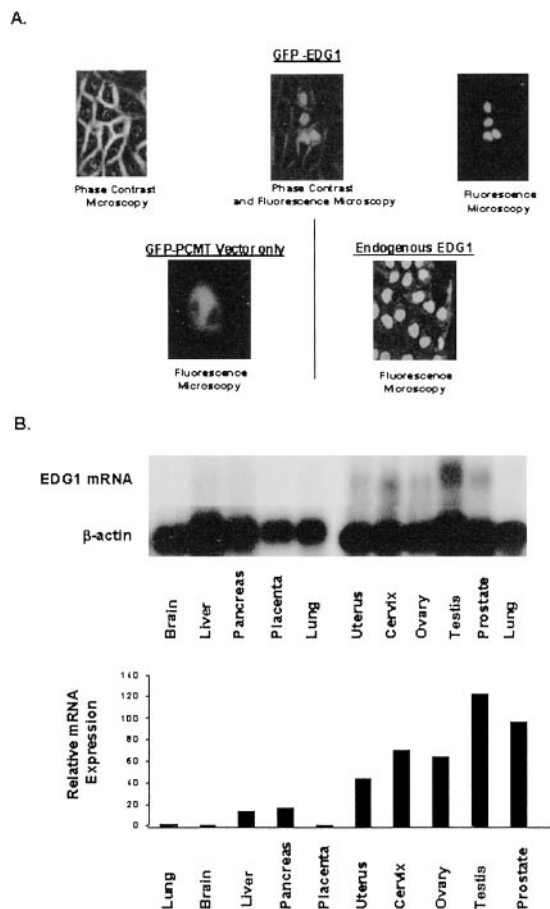 A.
GFP-EDG1
Phase Contrast
Microscopy
Phase Contrast
and Fluorescence Microscopy
Fluorescence
Microscopy
GFP-PCMT Vector only
Endogenous EDG1
Fluorescence
Microscopy
Fluorescence
Microscopy
B.
EDG1 mRNA
β-actin
Brain
Liver
Pancreas
Placenta
Lung
Uterus
Cervix
Ovary
Testis
Prostate
Lung
Relative mRNA
Expression
140
120
100
80
60
40
20
0
Lung
Brain
Liver
Pancreas
Placenta
Uterus
Cervix
Ovary
Testis
Prostate